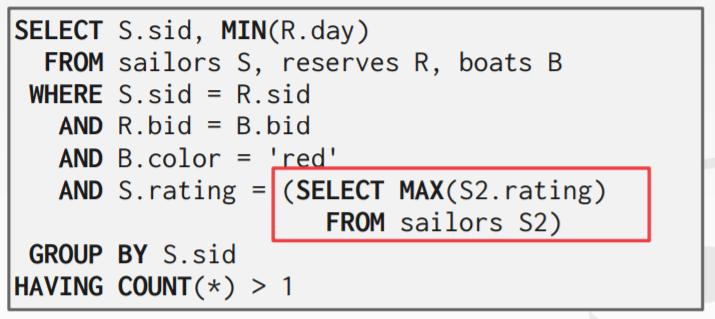 SELECT S.sid, MIN(R.day)
FROM sailors S, reserves R, boats B
WHERE S.sid = R.sid
AND R.bid = B.bid
AND B.color = 'red'
AND S.rating = (SELECT MAX(S2.rating)
FROM sailors S2)
GROUP BY S.sid
HAVING COUNT(*) > 1